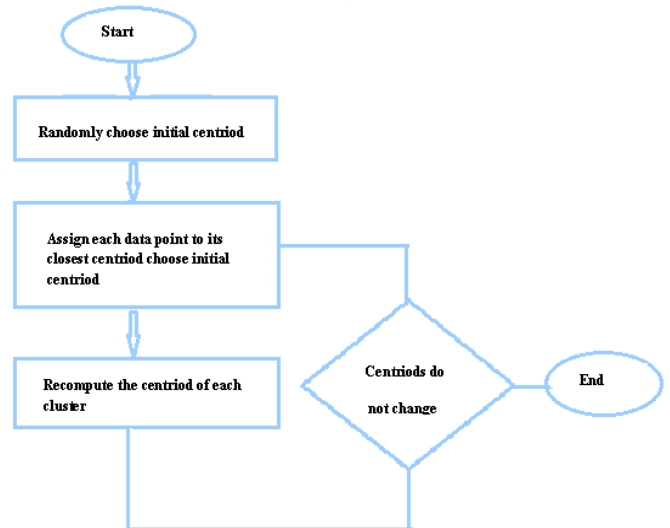 Start
Randomly choose initial centriod
Assign each data point to its
closest centriod choose initial
centriod
Recompute the centriod of each
cluster
Centriods do
not change
End